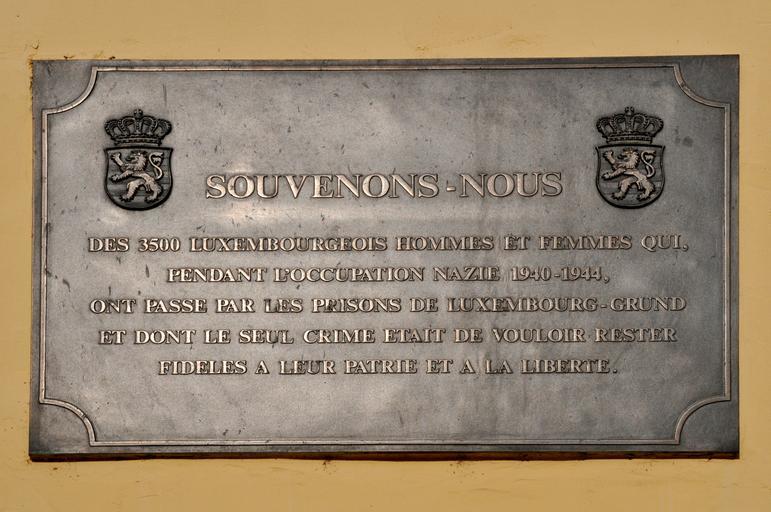 SOUVENONS-NOUS
DES 3500 LUXEMBOURGEOIS HOMMES ET FEMMES QUI,
PENDANT L'OCCUPATION NAZIE 1940-1944,
ONT PASSE PAR LES PRISONS DE LUXEMBOURG-GRUND
ET DONT LE SEUL CRIME ETAIT DE VOULOIR RESTER
FIDELES A LEUR PATRIE ET A LA LIBERTE.